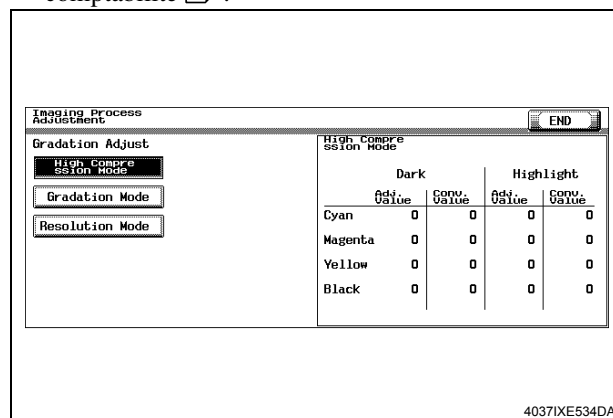 comptabilité
Imaging Process
Adjustment
END
Gradation Adjust
High Compre
ssion Mode
Gradation Mode
Resolution Mode
High Compre
ssion Mode
Dark Highlight
Adj. Value Conv. Value Adj. Value Conv. Value
Cyan 0 0 0 0
Magenta 0 0 0 0
Yellow 0 0 0 0
Black 0 0 0 0
4037IXE534DA